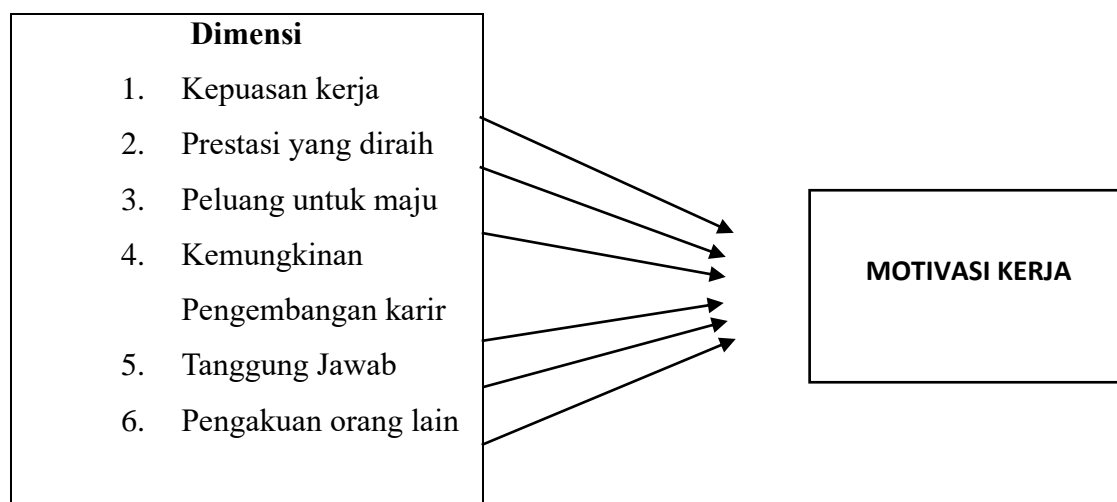 Dimensi
1. Kepuasan kerja
2. Prestasi yang diraih
3. Peluang untuk maju
4. Kemungkinan
Pengembangan karir
5. Tanggung Jawab
6. Pengakuan orang lain
MOTIVASI KERJA